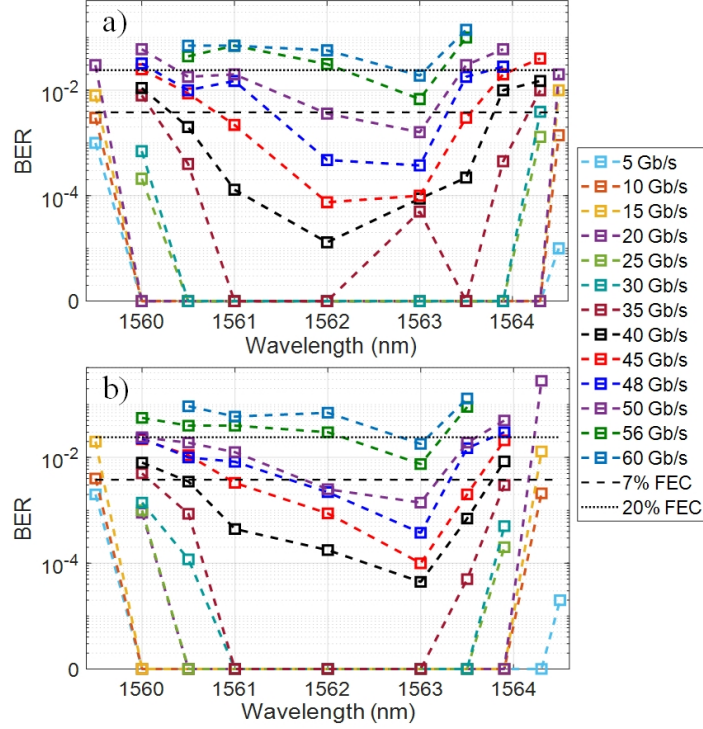 a)
BER
10^-2
10^-4
0
1560 1561 1562 1563 1564
Wavelength (nm)
b)
BER
10^-2
10^-4
0
1560 1561 1562 1563 1564
Wavelength (nm)
5 Gb/s
10 Gb/s
15 Gb/s
20 Gb/s
25 Gb/s
30 Gb/s
35 Gb/s
40 Gb/s
45 Gb/s
48 Gb/s
50 Gb/s
56 Gb/s
60 Gb/s
7% FEC
20% FEC